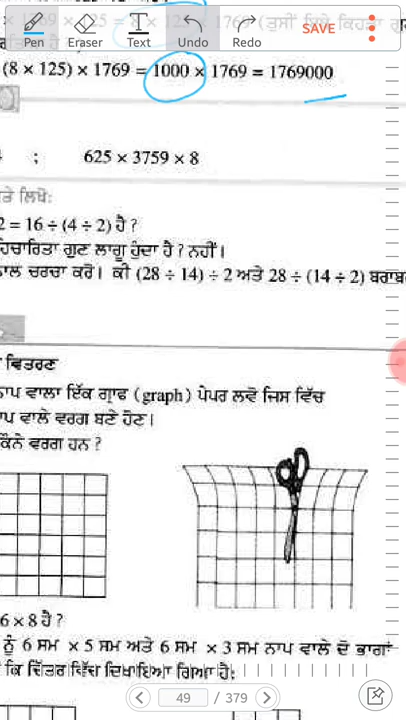 Pen Eraser Text Undo Redo SAVE
(8 × 125) × 1769 = 1000 × 1769 = 1769000
; 625 × 3759 × 8
ਤੇ ਲਿਖੋ:
2 = 16 ÷ (4 ÷ 2) ਹੈ ?
ਹਿਚਾਰਿਤਾ ਗੁਣ ਲਾਗੂ ਹੁੰਦਾ ਹੈ ? ਨਹੀਂ।
ਨਾਲ ਚਰਚਾ ਕਰੋ। ਕੀ (28 ÷ 14) ÷ 2 ਅਤੇ 28 ÷ (14 ÷ 2) ਬਰਾਬ
ਵਿਤਰਣ
ਨਾਪ ਵਾਲਾ ਇੱਕ ਗ੍ਰਾਫ (graph) ਪੇਪਰ ਲਵੋ ਜਿਸ ਵਿੱਚ
ਾਪ ਵਾਲੇ ਵਰਗ ਬਣੇ ਹੋਣ।
ਕੌਨੇ ਵਰਗ ਹਨ ?
6 × 8 ਹੈ ?
ਨੂੰ 6 ਸਮ × 5 ਸਮ ਅਤੇ 6 ਸਮ × 3 ਸਮ ਨਾਪ ਵਾਲੇ ਦੋ ਭਾਗਾਂ
ਕਿ ਚਿੱਤਰ ਵਿੱਚ ਦਿਖਾਇਆ ਗਿਆ ਹੈ:
49 / 379